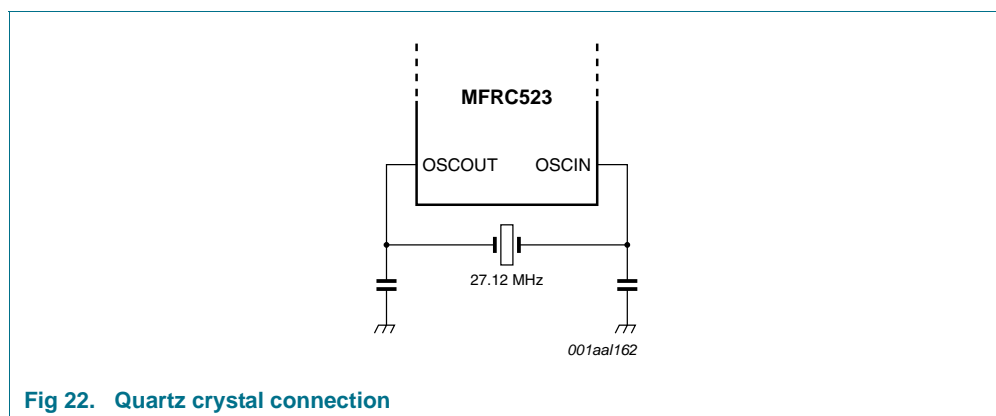 MFRC523
OSCOUT OSCIN
27.12 MHz
001aal162
Fig 22. Quartz crystal connection